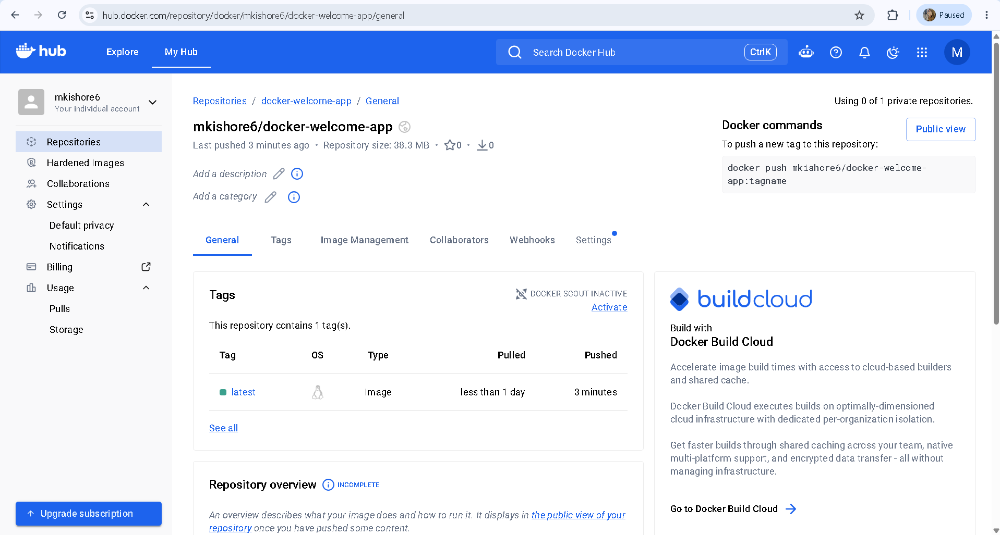 hub.docker.com/repository/docker/mkishore6/docker-welcome-app/general
Paused
hub
Explore
My Hub
Search Docker Hub
CtrlK
M
mkishore6
Your individual account
Repositories
Hardened Images
Collaborations
Settings
Default privacy
Notifications
Billing
Usage
Pulls
Storage
Upgrade subscription
Repositories / docker-welcome-app / General
Using 0 of 1 private repositories.
mkishore6/docker-welcome-app
Last pushed 3 minutes ago • Repository size: 38.3 MB • 0 • 0
Add a description
Add a category
Docker commands
Public view
To push a new tag to this repository:
docker push mkishore6/docker-welcome-
app:tagname
General
Tags
Image Management
Collaborators
Webhooks
Settings
Tags
DOCKER SCOUT INACTIVE
Activate
This repository contains 1 tag(s).
Tag OS Type Pulled Pushed
latest Image less than 1 day 3 minutes
See all
Repository overview INCOMPLETE
An overview describes what your image does and how to run it. It displays in the public view of your
repository once you have pushed some content.
buildcloud
Build with
Docker Build Cloud
Accelerate image build times with access to cloud-based builders
and shared cache.
Docker Build Cloud executes builds on optimally-dimensioned
cloud infrastructure with dedicated per-organization isolation.
Get faster builds through shared caching across your team, native
multi-platform support, and encrypted data transfer - all without
managing infrastructure.
Go to Docker Build Cloud